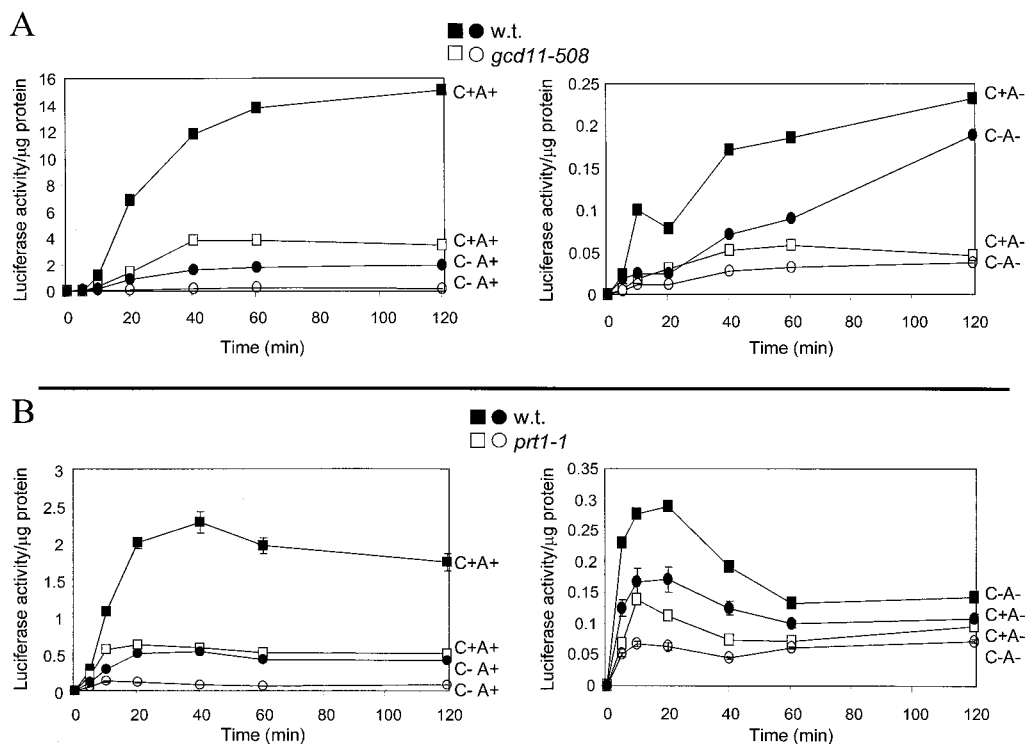 A
w.t.
gcd11-508
Luciferase activity/µg protein
16
14
12
10
8
6
4
2
0
0 20 40 60 80 100 120
Time (min)
C+A+
C+A+
C- A+
C- A+
Luciferase activity/µg protein
0.25
0.2
0.15
0.1
0.05
0
0 20 40 60 80 100 120
Time (min)
C+A-
C-A-
C+A-
C-A-
B
w.t.
prt1-1
Luciferase activity/µg protein
3
2.5
2
1.5
1
0.5
0
0 20 40 60 80 100 120
Time (min)
C+A+
C+A+
C- A+
C- A+
Luciferase activity/µg protein
0.35
0.3
0.25
0.2
0.15
0.1
0.05
0
0 20 40 60 80 100 120
Time (min)
C-A-
C+A-
C+A-
C-A-